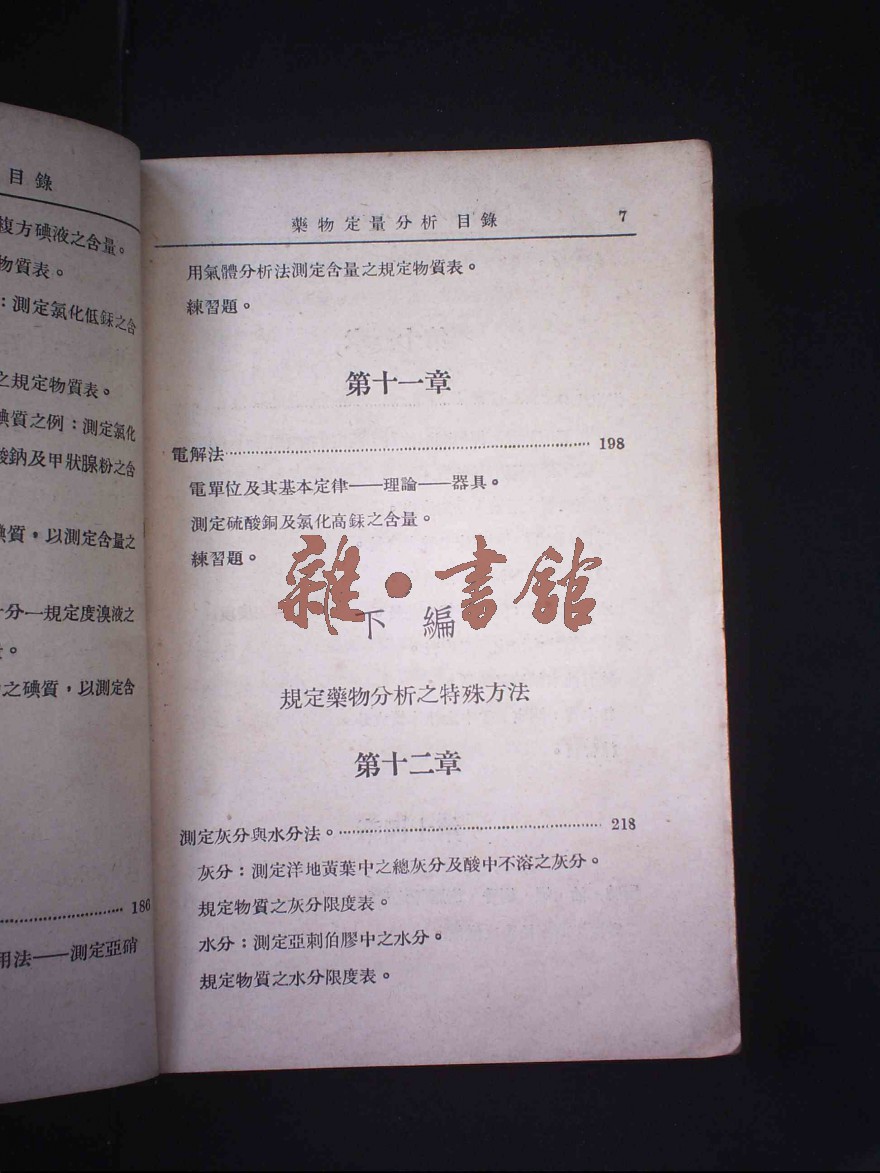 目錄
複方碘液之含量。
物質表。
：測定氯化低銾之含
之規定物質表。
碘質之例：測定氯化
酸鈉及甲狀腺粉之含
碘質，以測定含量之
十分一規定度溴液之
。
之碘質，以測定含
186
用法——測定亞硝
藥物定量分析 目錄 7
用氣體分析法測定含量之規定物質表。
練習題。
第十一章
電解法 198
電單位及其基本定律——理論——器具。
測定硫酸銅及氯化高銾之含量。
練習題。
雜·書館
下 編
規定藥物分析之特殊方法
第十二章
測定灰分與水分法。 218
灰分：測定洋地黃葉中之總灰分及酸中不溶之灰分。
規定物質之灰分限度表。
水分：測定亞剌伯膠中之水分。
規定物質之水分限度表。